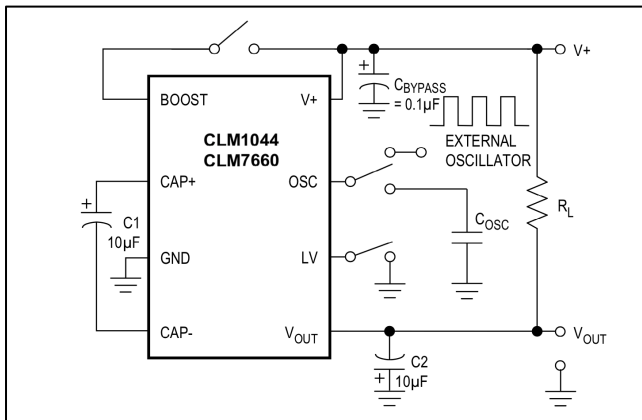 V+
BOOST
V+
+
CBYPASS
= 0.1µF
CLM1044
CLM7660
EXTERNAL
OSCILLATOR
CAP+
OSC
+
C1
10µF
COSC
RL
GND
LV
CAP-
VOUT
VOUT
C2
+
10µF